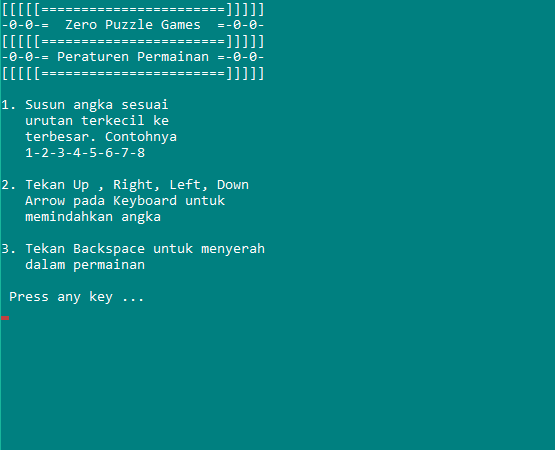 [[[[[=======================]]]]]
-0-0-=  Zero Puzzle Games  =-0-0-
[[[[[=======================]]]]]
-0-0-= Peraturen Permainan =-0-0-
[[[[[=======================]]]]]
1. Susun angka sesuai
urutan terkecil ke
terbesar. Contohnya
1-2-3-4-5-6-7-8
2. Tekan Up , Right, Left, Down
Arrow pada Keyboard untuk
memindahkan angka
3. Tekan Backspace untuk menyerah
dalam permainan
Press any key ...